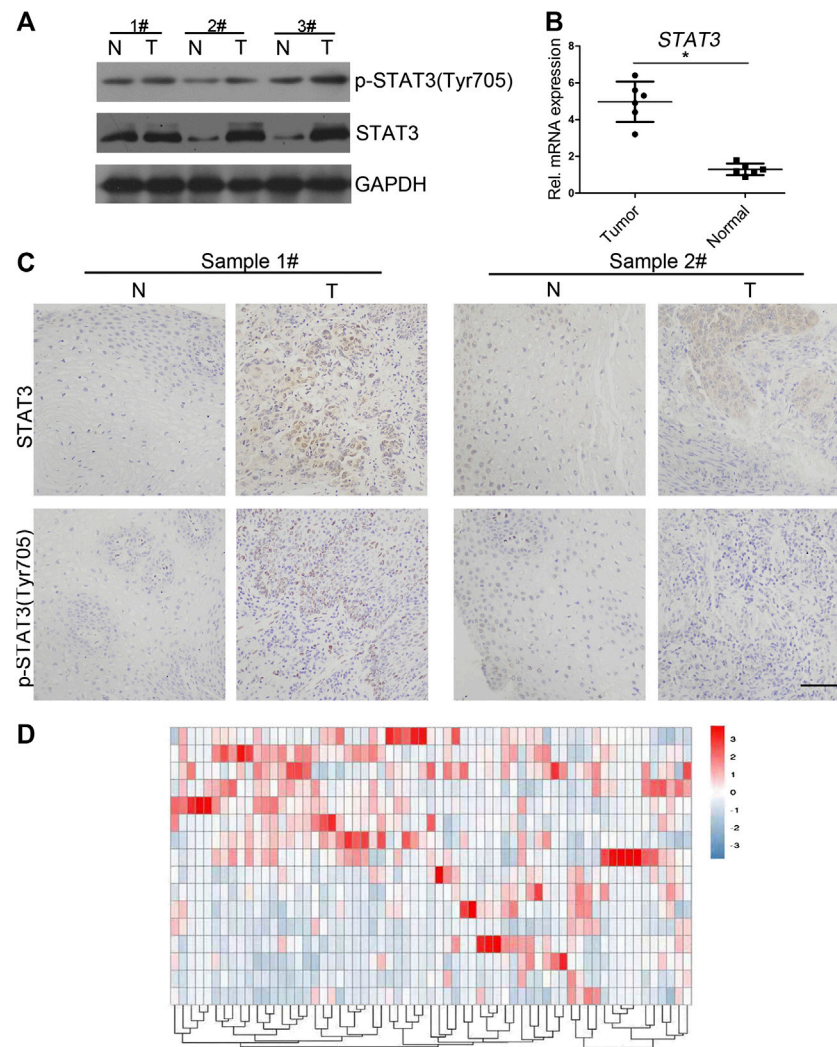 A
1# 2# 3#
N T N T N T
p-STAT3(Tyr705)
STAT3
GAPDH
B
STAT3
*
Rel. mRNA expression
8
6
4
2
0
Tumor
Normal
C
Sample 1# Sample 2#
N T N T
STAT3
p-STAT3(Tyr705)
D
3
2
1
0
-1
-2
-3